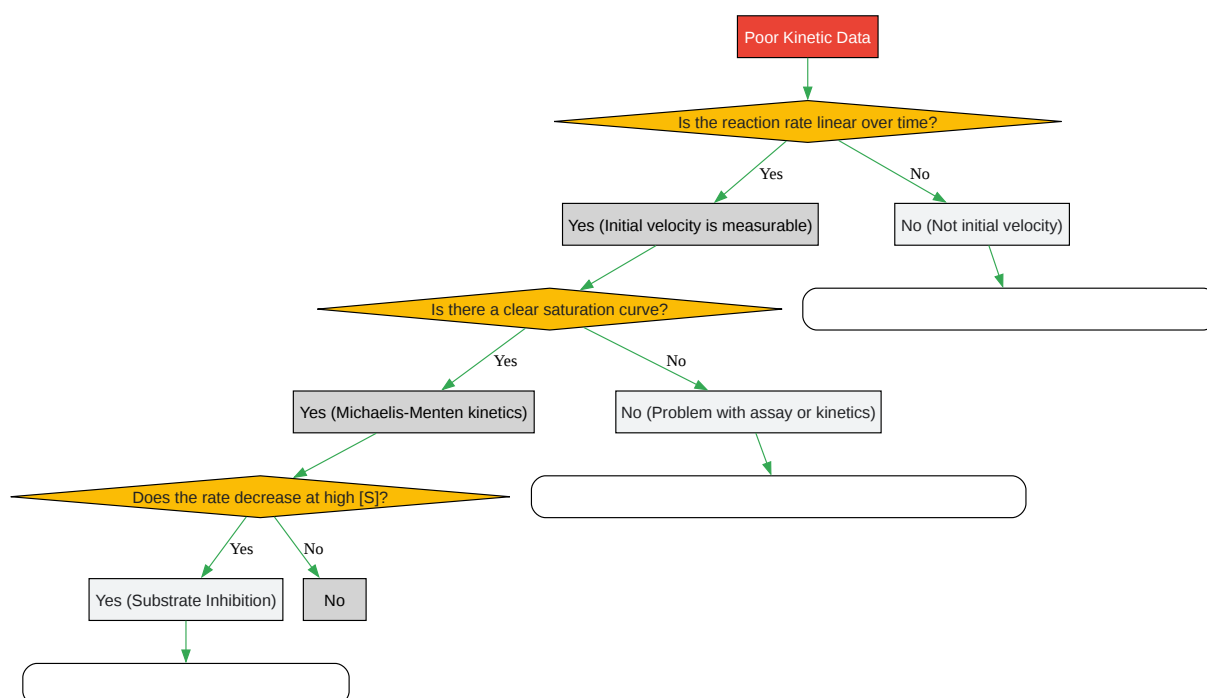 Poor Kinetic Data
Is the reaction rate linear over time?
Yes
No
Yes (Initial velocity is measurable)
No (Not initial velocity)
Is there a clear saturation curve?
Yes
No
Yes (Michaelis-Menten kinetics)
No (Problem with assay or kinetics)
Does the rate decrease at high [S]?
Yes
No
Yes (Substrate Inhibition)
No